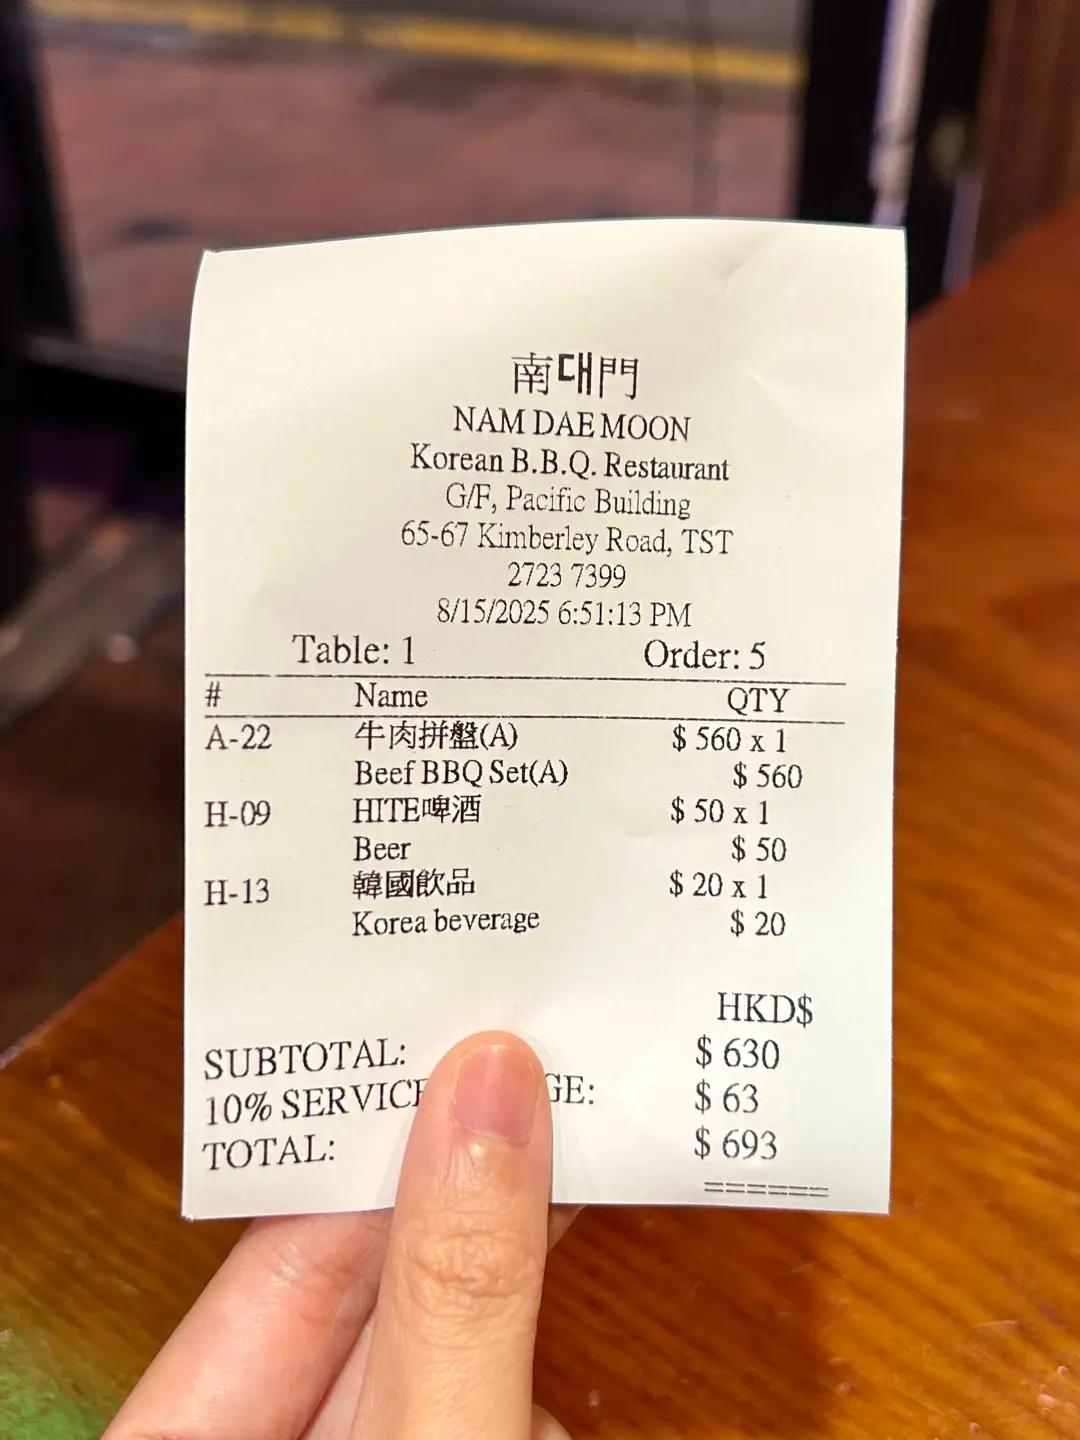 南대門
NAM DAE MOON
Korean B.B.Q. Restaurant
G/F, Pacific Building
65-67 Kimberley Road, TST
2723 7399
8/15/2025 6:51:13 PM
Table: 1 Order: 5
# Name QTY
A-22 牛肉拼盤(A) $ 560 x 1
Beef BBQ Set(A) $ 560
H-09 HITE啤酒 $ 50 x 1
Beer $ 50
H-13 韓國飲品 $ 20 x 1
Korea beverage $ 20
HKD$
SUBTOTAL: $ 630
10% SERVICE GE: $ 63
TOTAL: $ 693
======